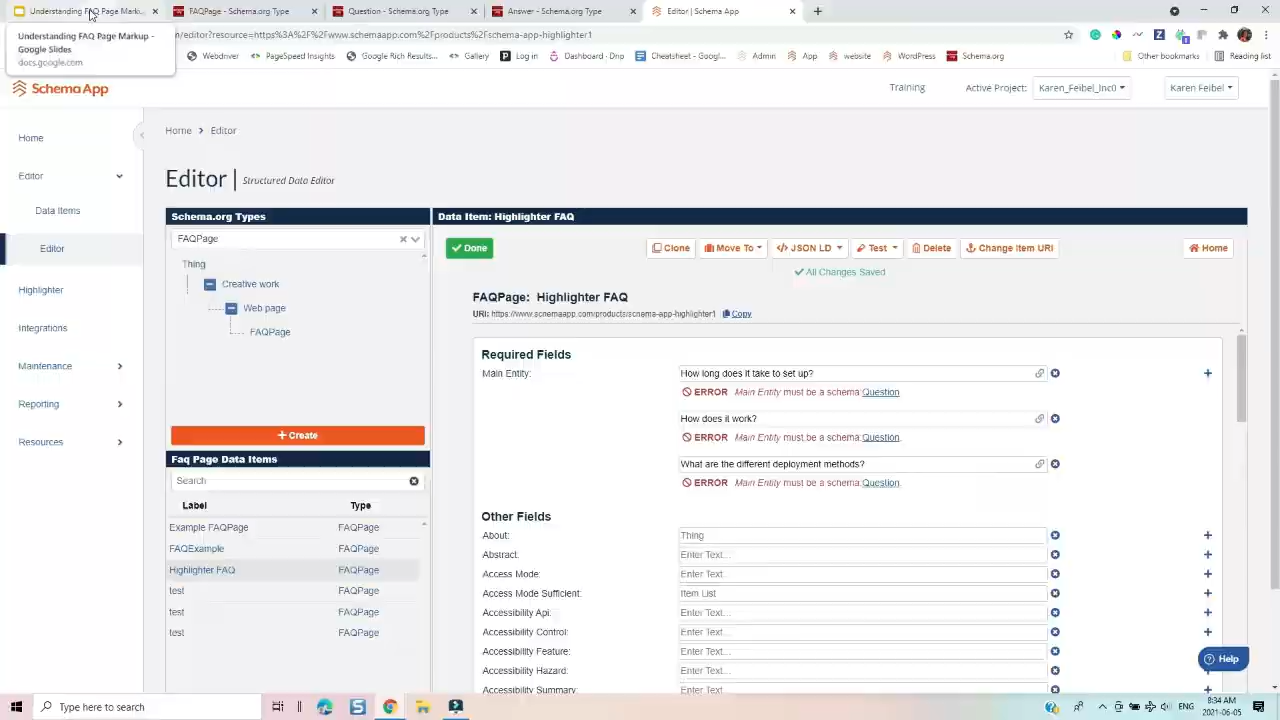 Understanding FAQ Page Marku...
FAQPage - Schema.org Type
Question - Schema.org Type
Answer - Schema.org Type
Editor | Schema App
Understanding FAQ Page Markup -
Google Slides
docs.google.com
m/editor?resource=https%3A%2F%2Fwww.schemaapp.com%2Fproducts%2Fschema-app-highlighter1
Webdriver
PageSpeed Insights
Google Rich Results...
Gallery
Log In
Dashboard - Dnp
Cheatsheet - Googl...
Admin
App
website
WordPress
Schema.org
Other bookmarks
Reading list
Schema App
Training
Active Project:
Karen_Feibel_Inc0
Karen Feibel
Home
Editor
Data Items
Editor
Highlighter
Integrations
Maintenance
Reporting
Resources
Home > Editor
Editor | Structured Data Editor
Schema.org Types
FAQPage
Thing
Creative work
Web page
FAQPage
+ Create
Faq Page Data Items
Search
Label Type
Example FAQPage FAQPage
FAQExample FAQPage
Highlighter FAQ FAQPage
test FAQPage
test FAQPage
test FAQPage
Data Item: Highlighter FAQ
Done
Clone
Move To
</> JSON LD
Test
Delete
Change Item URI
Home
All Changes Saved
FAQPage: Highlighter FAQ
URI: https://www.schemaapp.com/products/schema-app-highlighter1 Copy
Required Fields
Main Entity: How long does it take to set up?
ERROR Main Entity must be a schema:Question.
How does it work?
ERROR Main Entity must be a schema:Question.
What are the different deployment methods?
ERROR Main Entity must be a schema:Question.
Other Fields
About: Thing
Abstract: Enter Text...
Access Mode: Enter Text...
Access Mode Sufficient: Item List
Accessibility Api: Enter Text...
Accessibility Control: Enter Text...
Accessibility Feature: Enter Text...
Accessibility Hazard: Enter Text...
Accessibility Summary: Enter Text...
Help
Type here to search
ENG
8:34 AM
2021-06-05